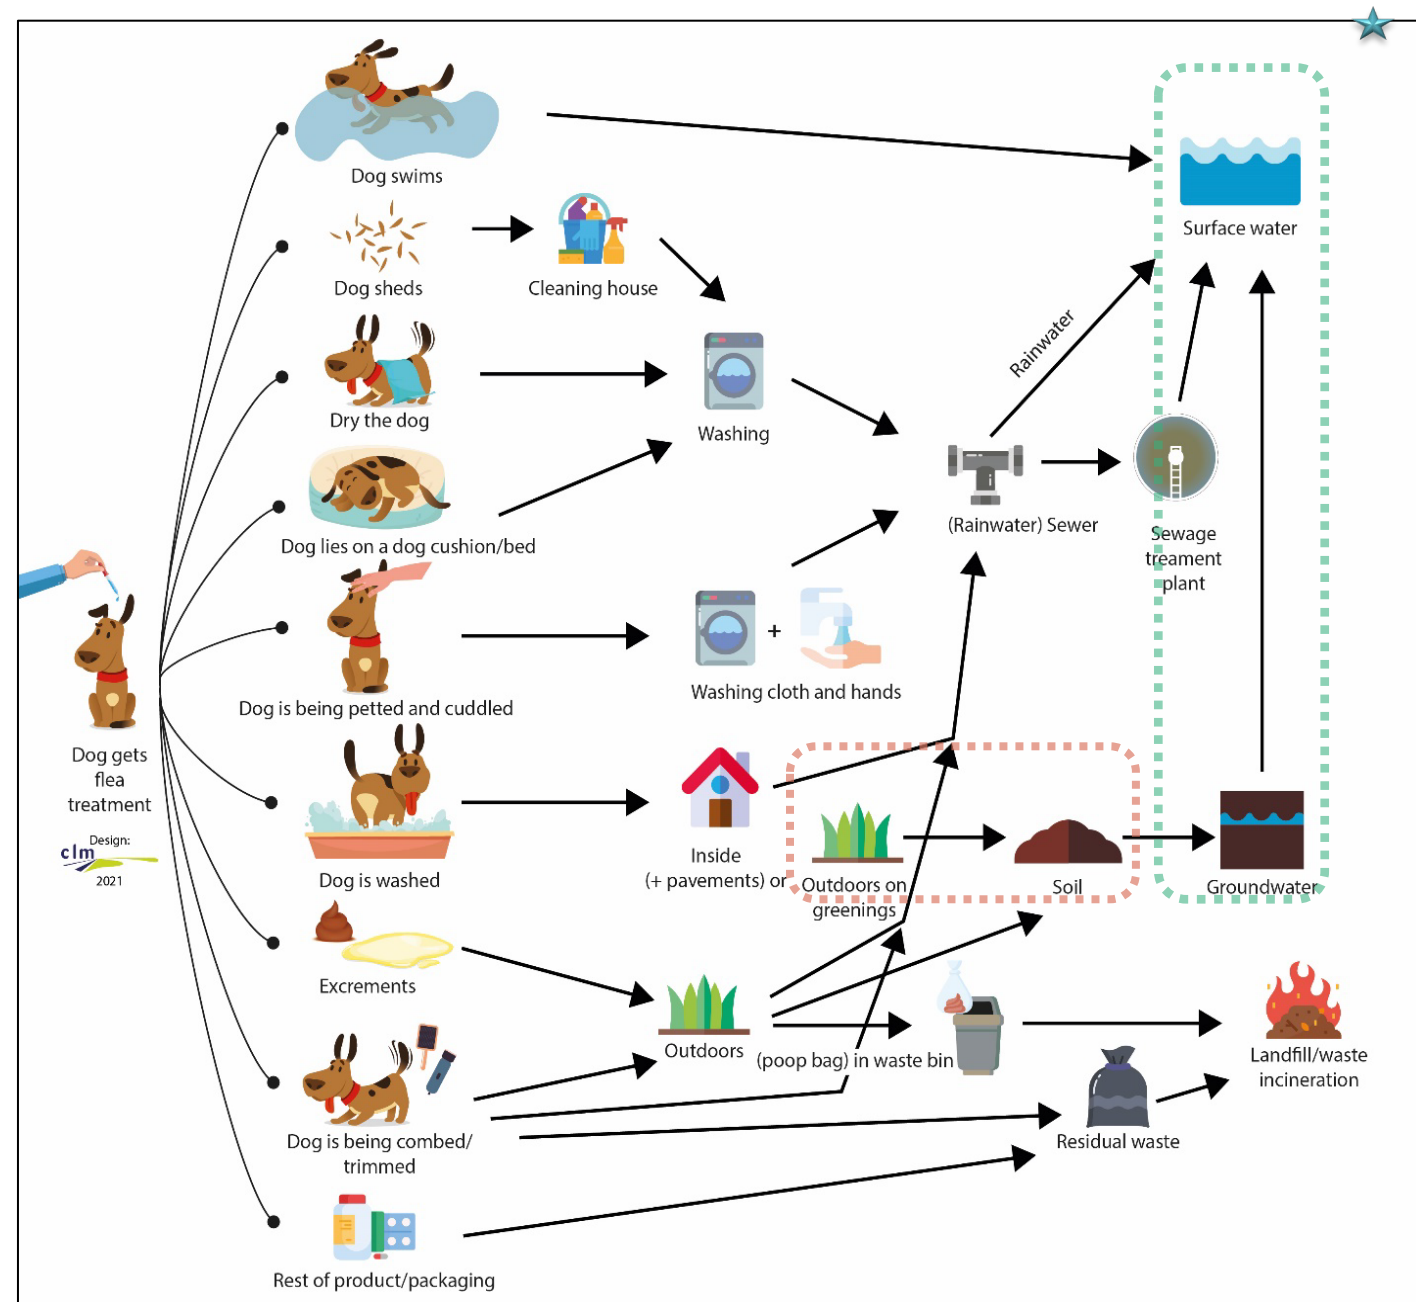 Dog swims
Surface water
Dog sheds
Cleaning house
Rainwater
Dry the dog
Washing
(Rainwater) Sewer
Sewage
treament
plant
Dog lies on a dog cushion/bed
Washing cloth and hands
+
Dog is being petted and cuddled
Dog gets
flea
treatment
Design:
clm
2021
Inside
(+ pavements) or
Outdoors on
greenings
Soil
Groundwater
Dog is washed
Excrements
Outdoors
(poop bag) in waste bin
Landfill/waste
incineration
Dog is being combed/
trimmed
Residual waste
Rest of product/packaging